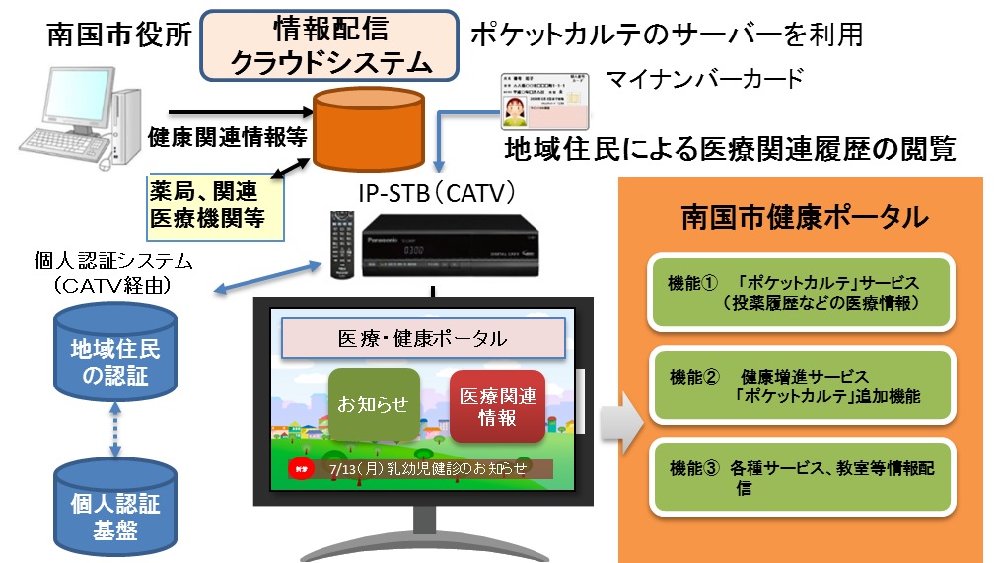 南国市役所
情報配信
クラウドシステム
ポケットカルテのサーバーを利用
マイナンバーカード
健康関連情報等
地域住民による医療関連履歴の閲覧
薬局、関連
医療機関等
IP-STB（CATV）
Panasonic
個人認証システム
（CATV経由）
地域住民
の認証
個人認証
基盤
医療・健康ポータル
お知らせ
医療関連
情報
7/13（月）乳幼児健診のお知らせ
南国市健康ポータル
機能①　「ポケットカルテ」サービス
（投薬履歴などの医療情報）
機能②　健康増進サービス
「ポケットカルテ」追加機能
機能③　各種サービス、教室等情報配
信